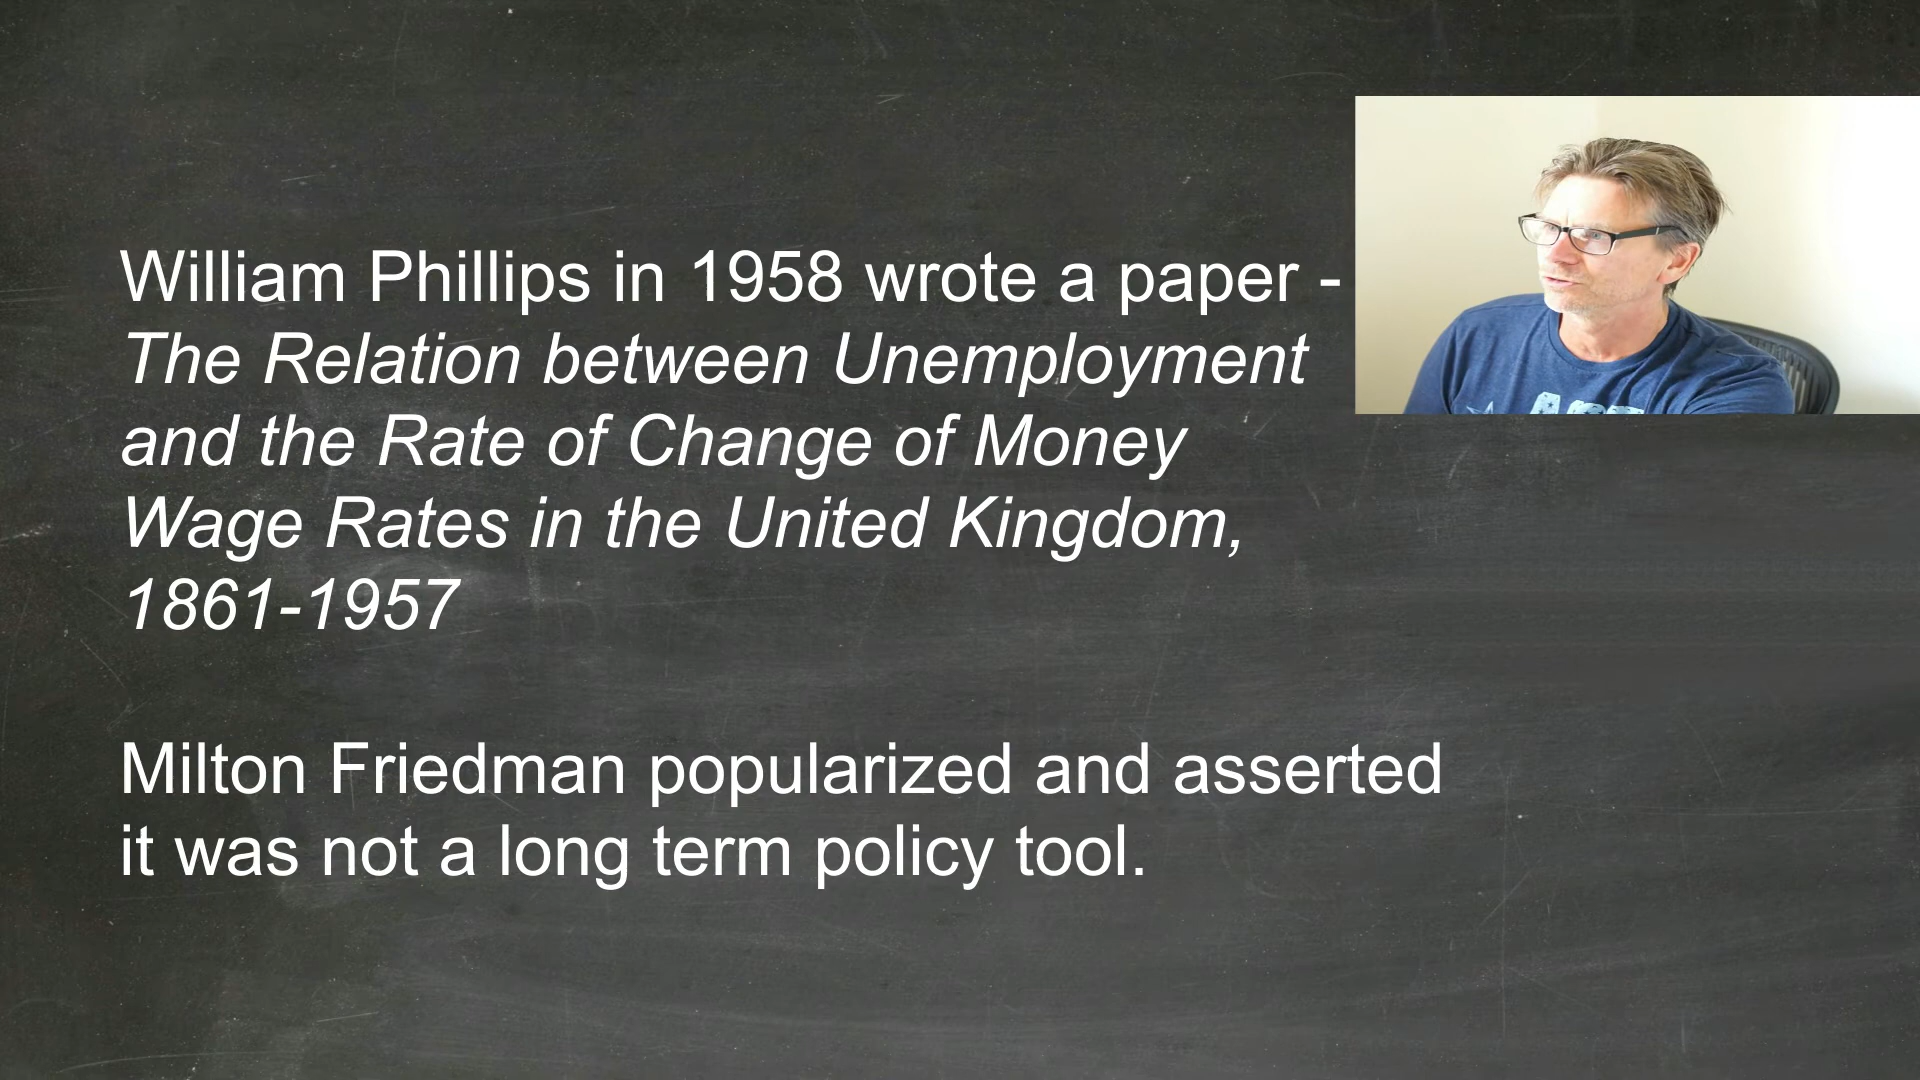 William Phillips in 1958 wrote a paper -
The Relation between Unemployment
and the Rate of Change of Money
Wage Rates in the United Kingdom,
1861-1957
Milton Friedman popularized and asserted
it was not a long term policy tool.